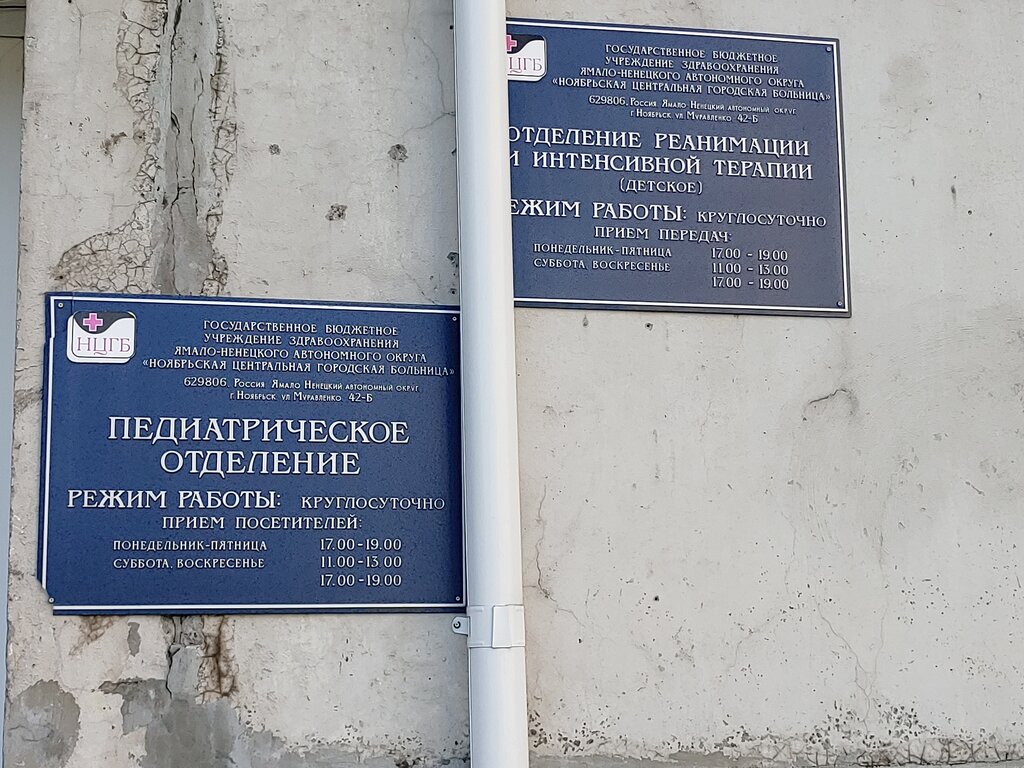 НЦГБ
ГОСУДАРСТВЕННОЕ БЮДЖЕТНОЕ
УЧРЕЖДЕНИЕ ЗДРАВООХРАНЕНИЯ
ЯМАЛО-НЕНЕЦКОГО АВТОНОМНОГО ОКРУГА
«НОЯБРЬСКАЯ ЦЕНТРАЛЬНАЯ ГОРОДСКАЯ БОЛЬНИЦА»
629806, Россия Ямало Ненецкий автономный округ,
г Ноябрьск ул Муравленко 42-Б
ПЕДИАТРИЧЕСКОЕ
ОТДЕЛЕНИЕ
РЕЖИМ РАБОТЫ: КРУГЛОСУТОЧНО
ПРИЕМ ПОСЕТИТЕЛЕЙ:
ПОНЕДЕЛЬНИК-ПЯТНИЦА 17.00-19.00
СУББОТА, ВОСКРЕСЕНЬЕ 11.00-13.00
17.00-19.00
ЦГБ
ГОСУДАРСТВЕННОЕ БЮДЖЕТНОЕ
УЧРЕЖДЕНИЕ ЗДРАВООХРАНЕНИЯ
ЯМАЛО-НЕНЕЦКОГО АВТОНОМНОГО ОКРУГА
«НОЯБРЬСКАЯ ЦЕНТРАЛЬНАЯ ГОРОДСКАЯ БОЛЬНИЦА»
629806, Россия Ямало Ненецкий автономный округ,
г Ноябрьск ул Муравленко 42-Б
ОТДЕЛЕНИЕ РЕАНИМАЦИИ
И ИНТЕНСИВНОЙ ТЕРАПИИ
(ДЕТСКОЕ)
ЕЖИМ РАБОТЫ: КРУГЛОСУТОЧНО
ПРИЕМ ПЕРЕДАЧ:
ПОНЕДЕЛЬНИК-ПЯТНИЦА 17.00 - 19.00
СУББОТА, ВОСКРЕСЕНЬЕ 11.00 - 13.00
17.00 - 19.00